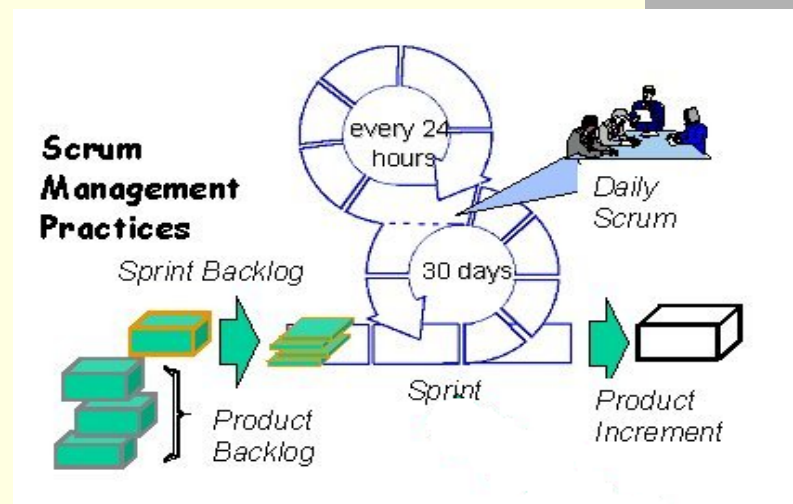 Scrum
Management
Practices
every 24
hours
Daily
Scrum
Sprint Backlog
30 days
Sprint
Product
Backlog
Product
Increment